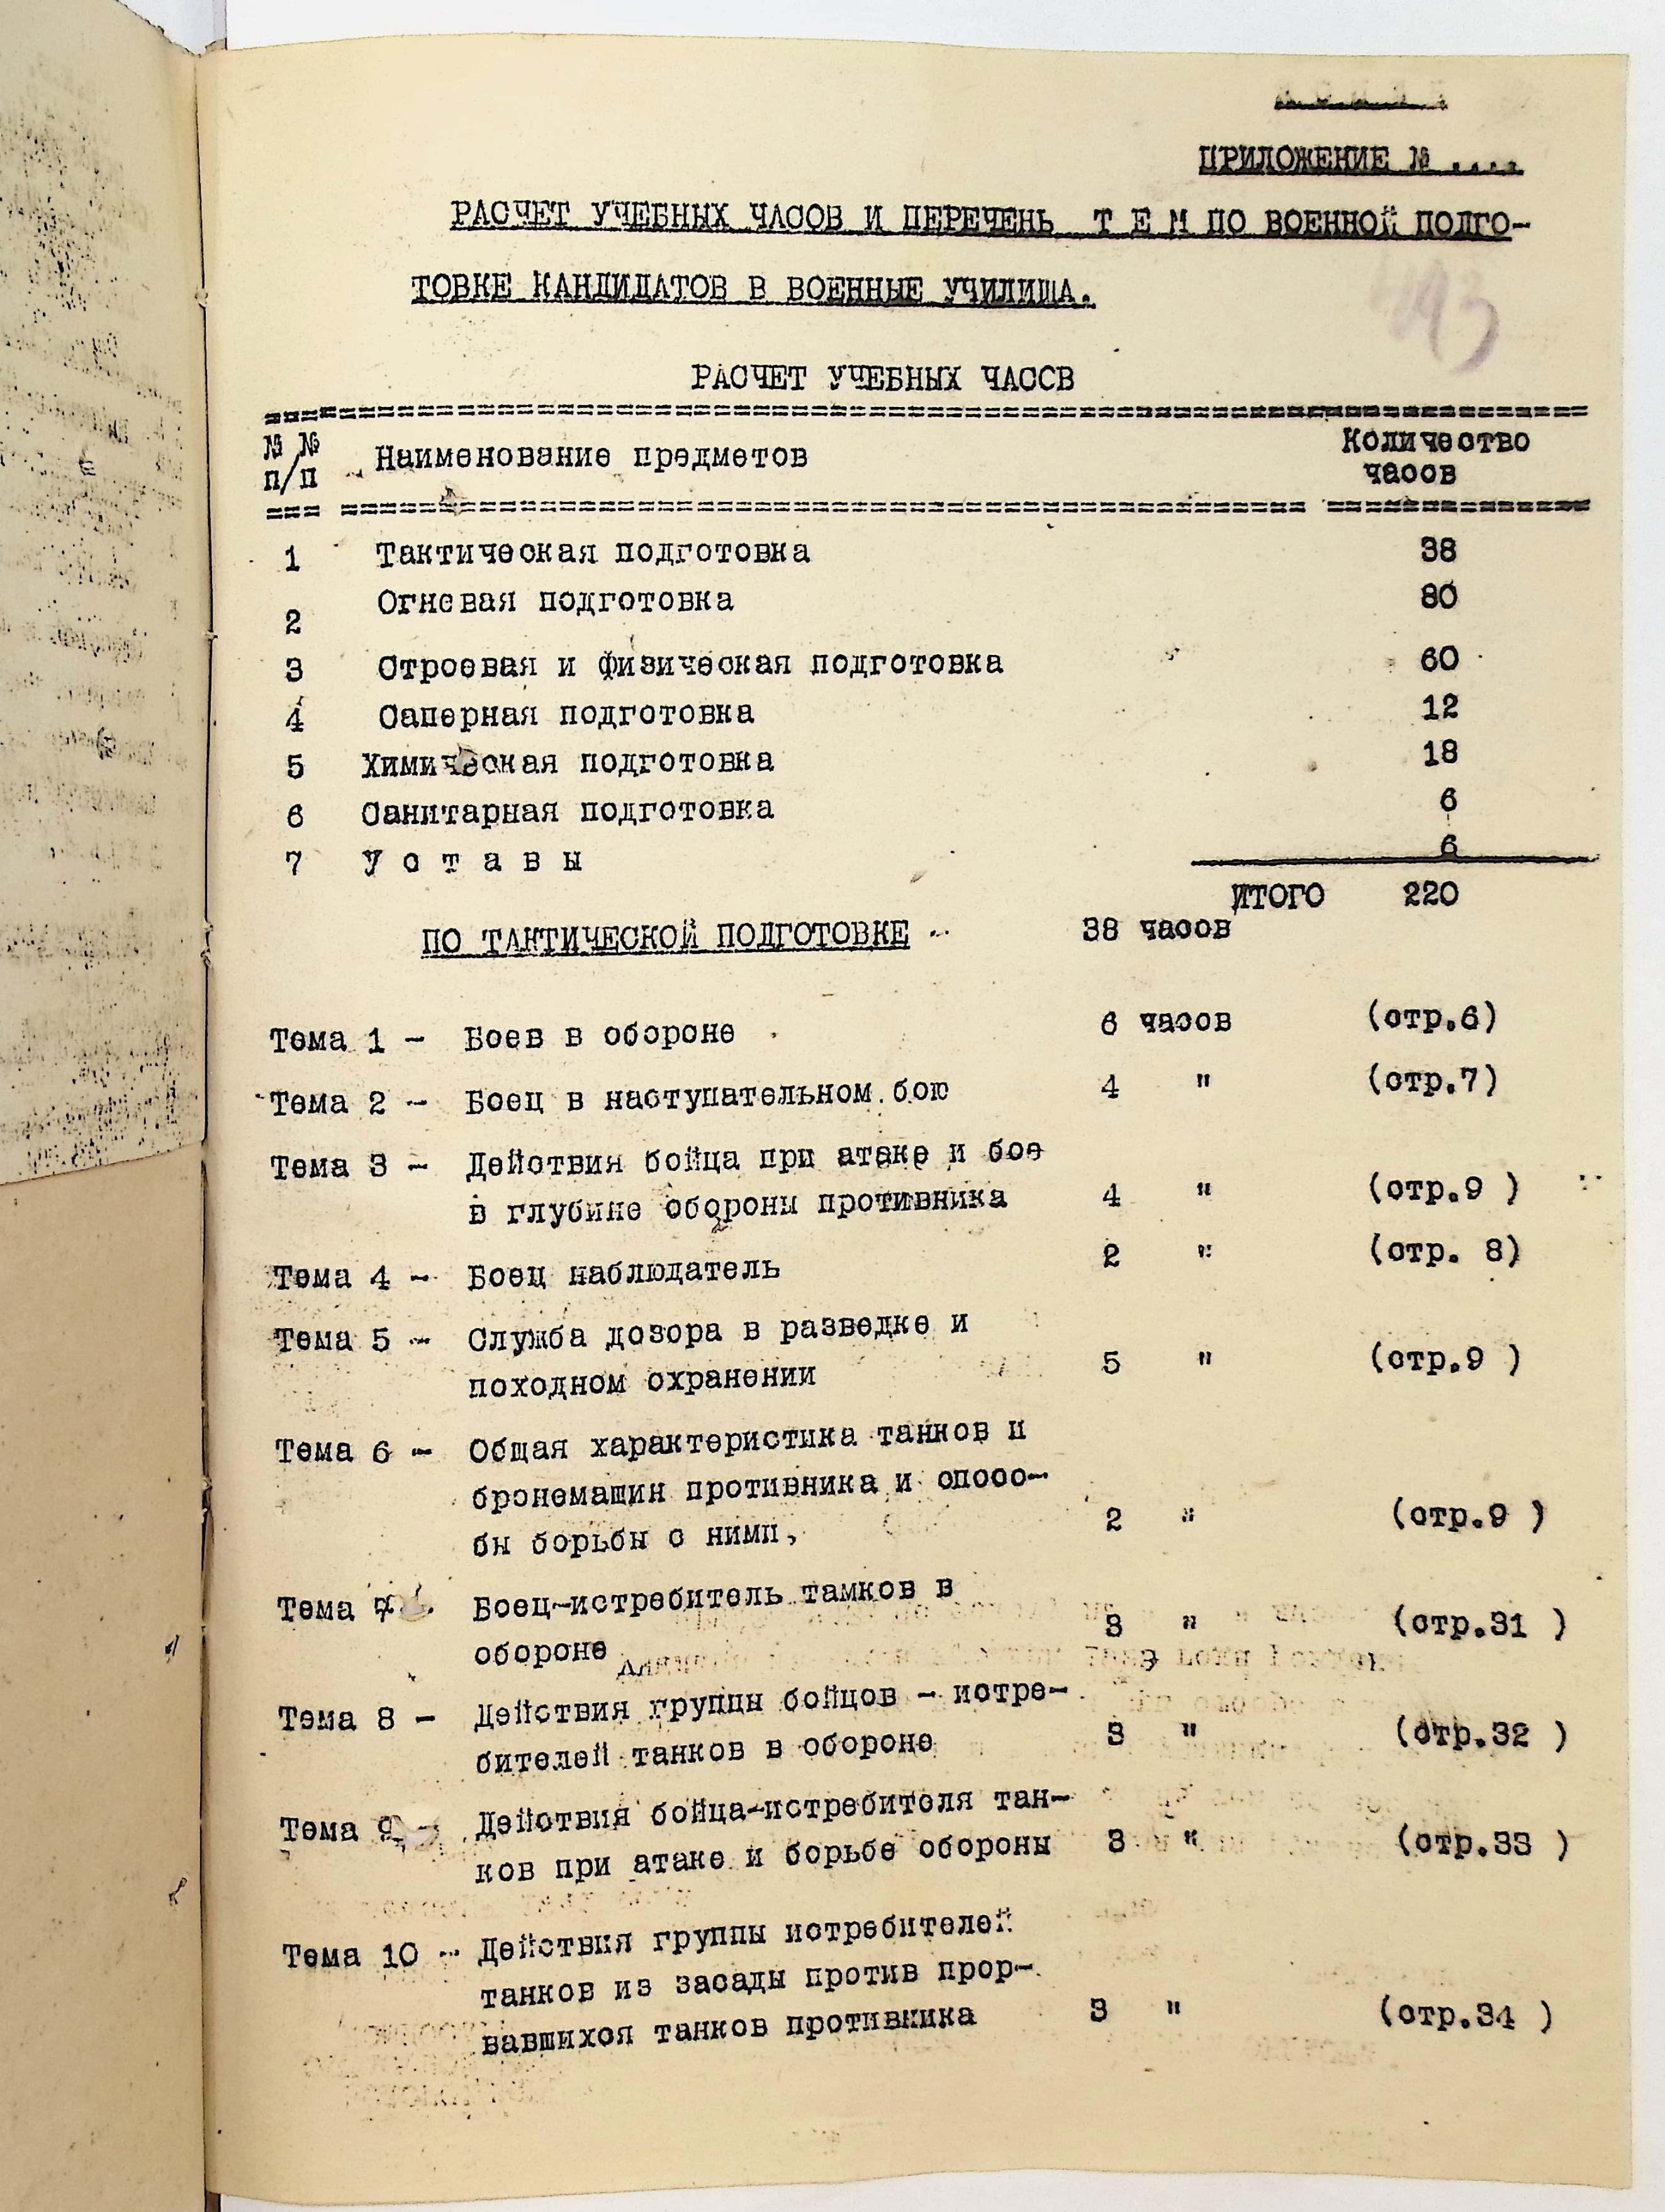 ПРИЛОЖЕНИЕ № ....
РАСЧЕТ УЧЕБНЫХ ЧАСОВ И ПЕРЕЧЕНЬ Т Е М ПО ВОЕННОЙ ПОДГО-
ТОВКЕ КАНДИДАТОВ В ВОЕННЫЕ УЧИЛИЩА.
РАСЧЕТ УЧЕБНЫХ ЧАССВ
№ № п/п Наименование предметов Количество часов
1 Тактическая подготовка 38
2 Огневая подготовка 80
3 Строевая и физическая подготовка 60
4 Саперная подготовка 12
5 Химическая подготовка 18
6 Санитарная подготовка 6
7 У с т а в ы 6
ИТОГО 220
ПО ТАКТИЧЕСКОЙ ПОДГОТОВКЕ - 38 часов
Тема 1 - Боев в обороне 6 часов (стр.6)
Тема 2 - Боец в наступательном бою 4 " (стр.7)
Тема 3 - Действия бойца при атаке и бое
в глубине обороны противника 4 " (стр.9 )
Тема 4 - Боец наблюдатель 2 " (стр. 8)
Тема 5 - Служба дозора в разведке и
походном охранении 5 " (стр.9 )
Тема 6 - Общая характеристика танков и
бронемашин противника и спосо-
бы борьбы с ними, 2 " (стр.9 )
Тема 7 Боец-истребитель тамков в
обороне 3 " (стр.31 )
Тема 8 - Действия группы бойцов - истре-
бителей танков в обороне 3 " (стр.32 )
Тема 9 - Действия бойца-истребителя тан-
ков при атаке и борьбе обороны 3 " (стр.33 )
Тема 10 - Действия группы истребителей
танков из засады против прор-
вавшихся танков противника 3 " (стр.34 )